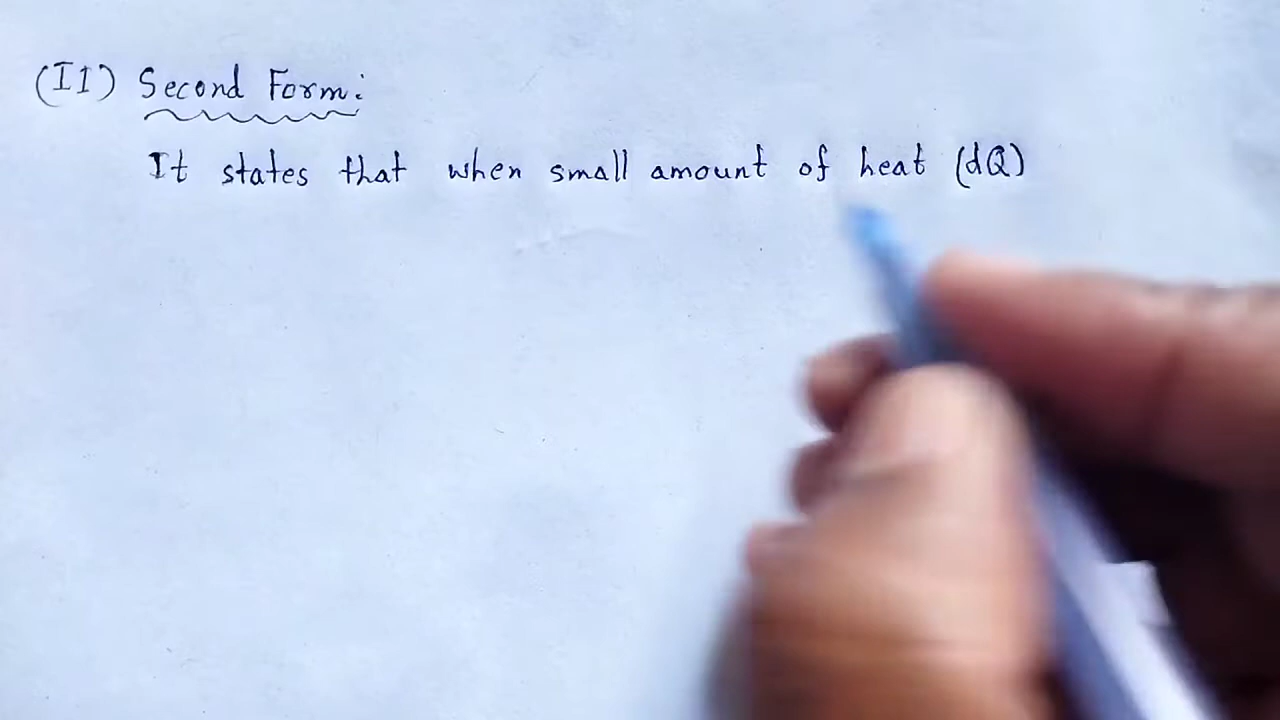 (II) Second Form:
It states that when small amount of heat (dQ)